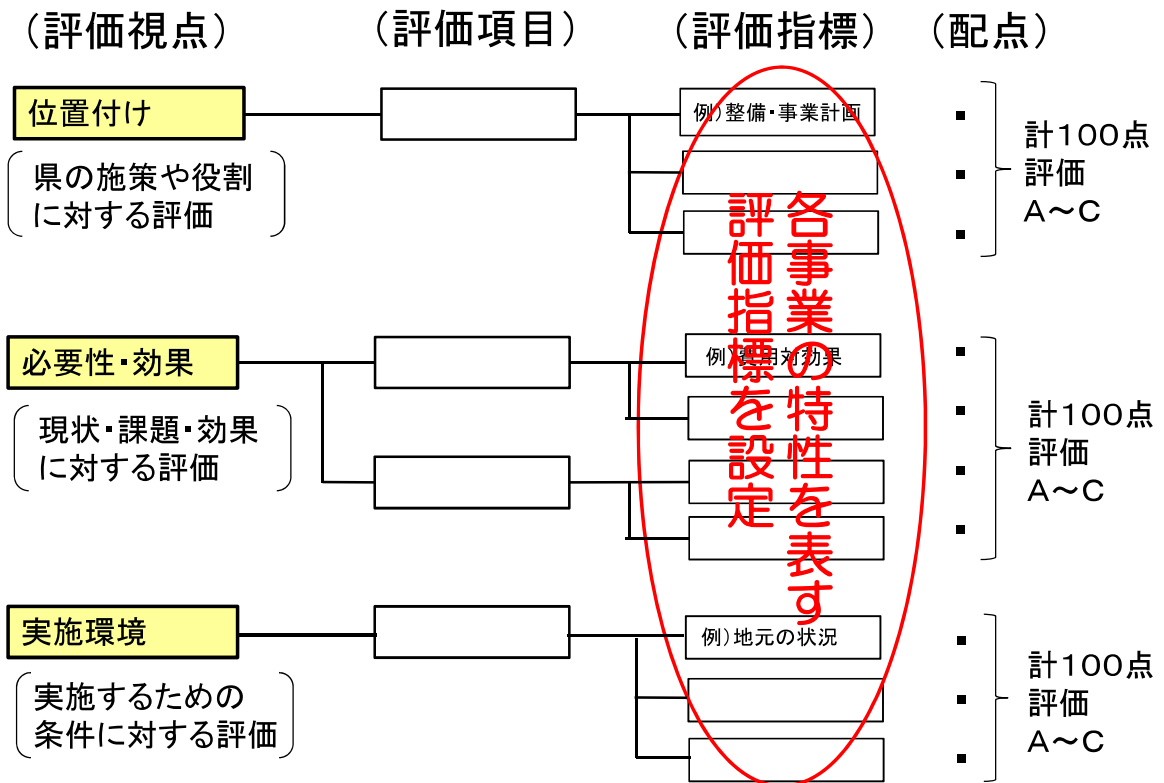 （評価視点）
（評価項目）
（評価指標）
（配点）
位置付け
県の施策や役割
に対する評価
例）整備・事業計画
計１００点
評価
Ａ～Ｃ
必要性・効果
現状・課題・効果
に対する評価
例）費用対効果
計１００点
評価
Ａ～Ｃ
実施環境
実施するための
条件に対する評価
例）地元の状況
計１００点
評価
Ａ～Ｃ
各事業の特性を表す
評価指標を設定